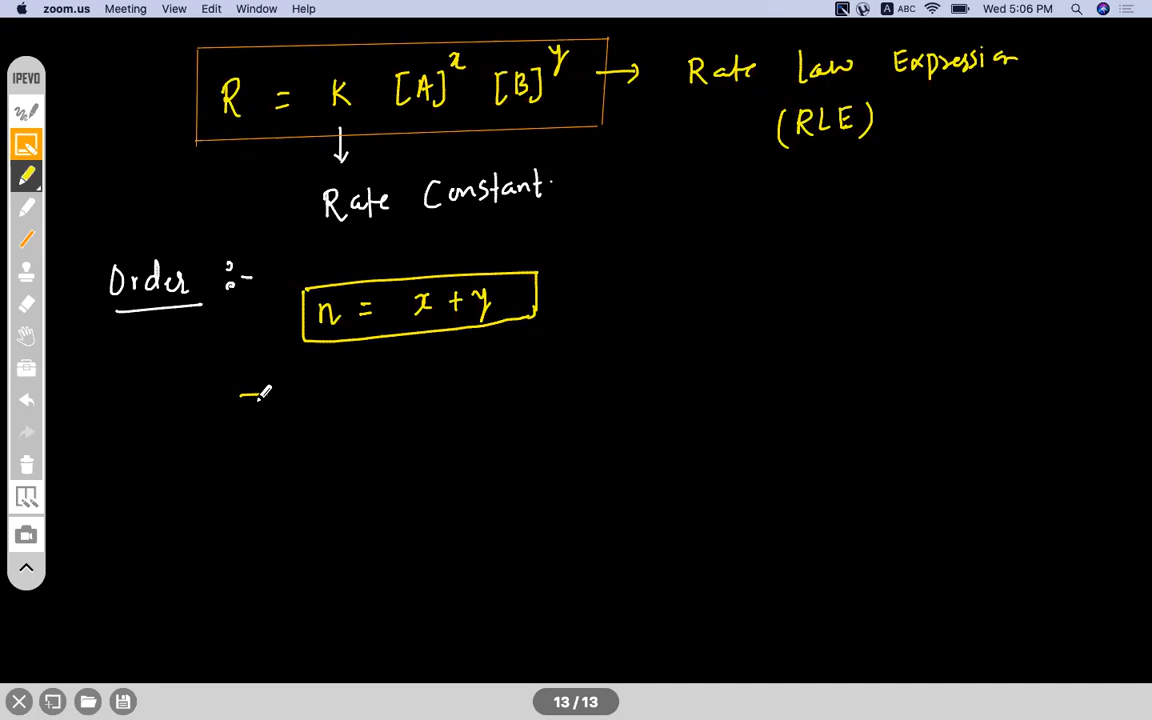 zoom.us Meeting View Edit Help A ABC Wed 5:06 PM
IPEVO
R = K [A]^x [B]^y → Rate law Expression
(RLE)
↓
Rate Constant.
Order :-
n = x + y
13 / 13